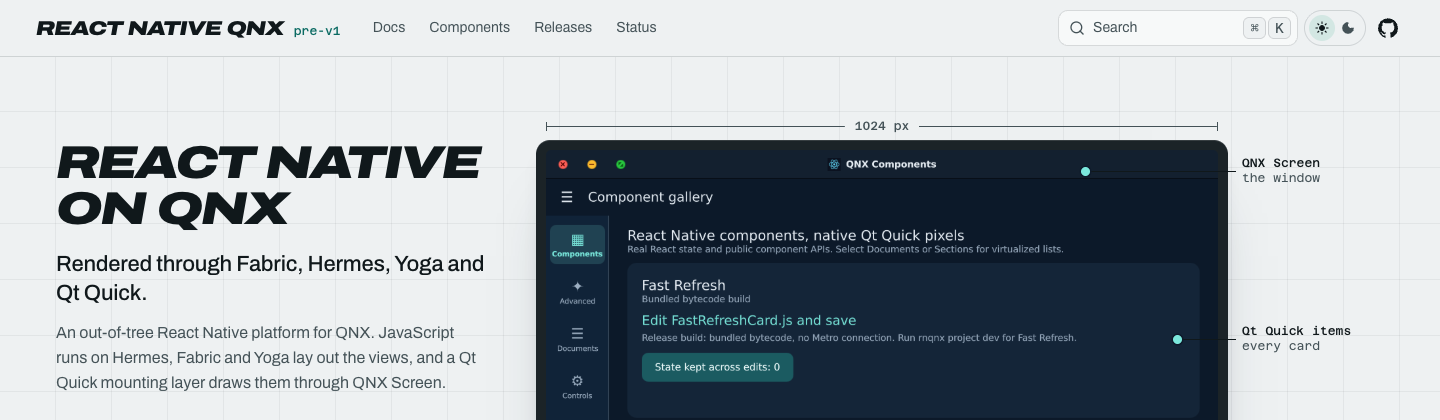 REACT NATIVE QNX pre-v1 Docs Components Releases Status Search ⌘ K
1024 px
REACT NATIVE
ON QNX
Rendered through Fabric, Hermes, Yoga and
Qt Quick.
An out-of-tree React Native platform for QNX. JavaScript
runs on Hermes, Fabric and Yoga lay out the views, and a Qt
Quick mounting layer draws them through QNX Screen.
QNX Components
Component gallery
Components
Advanced
Documents
Controls
React Native components, native Qt Quick pixels
Real React state and public component APIs. Select Documents or Sections for virtualized lists.
Fast Refresh
Bundled bytecode build
Edit FastRefreshCard.js and save
Release build: bundled bytecode, no Metro connection. Run rnqnx project dev for Fast Refresh.
State kept across edits: 0
QNX Screen
the window
Qt Quick items
every card